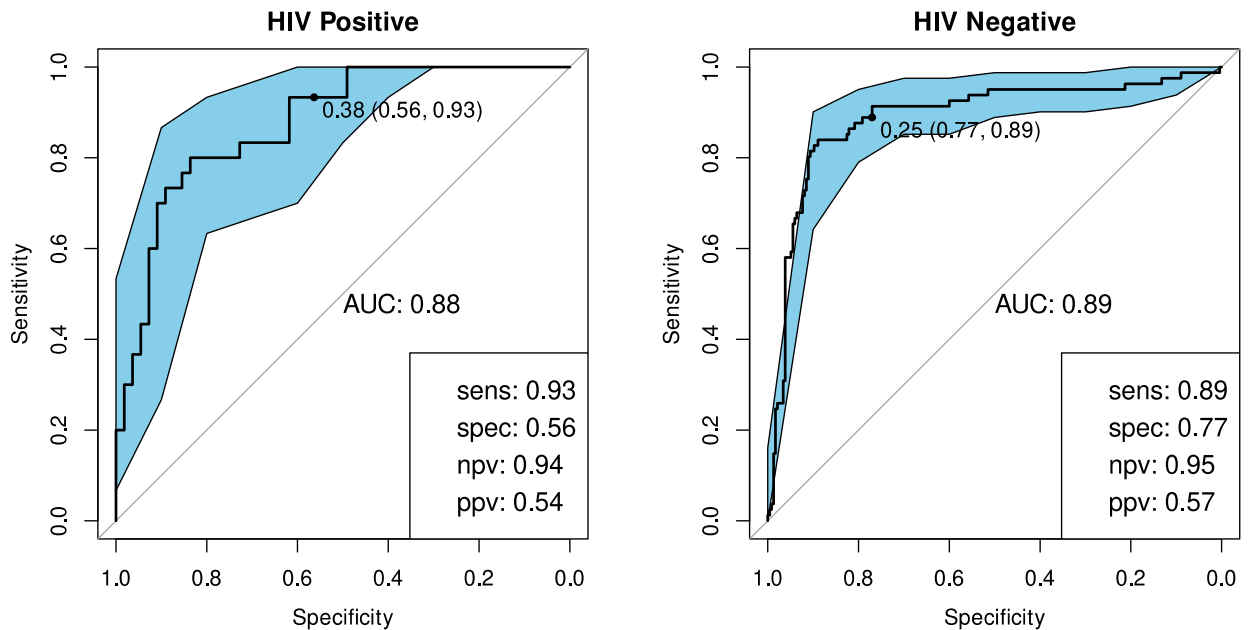 HIV Positive
Sensitivity
1.0
0.8
0.6
0.4
0.2
0.0
0.38 (0.56, 0.93)
AUC: 0.88
sens: 0.93
spec: 0.56
npv: 0.94
ppv: 0.54
1.0 0.8 0.6 0.4 0.2 0.0
Specificity
HIV Negative
Sensitivity
1.0
0.8
0.6
0.4
0.2
0.0
0.25 (0.77, 0.89)
AUC: 0.89
sens: 0.89
spec: 0.77
npv: 0.95
ppv: 0.57
1.0 0.8 0.6 0.4 0.2 0.0
Specificity